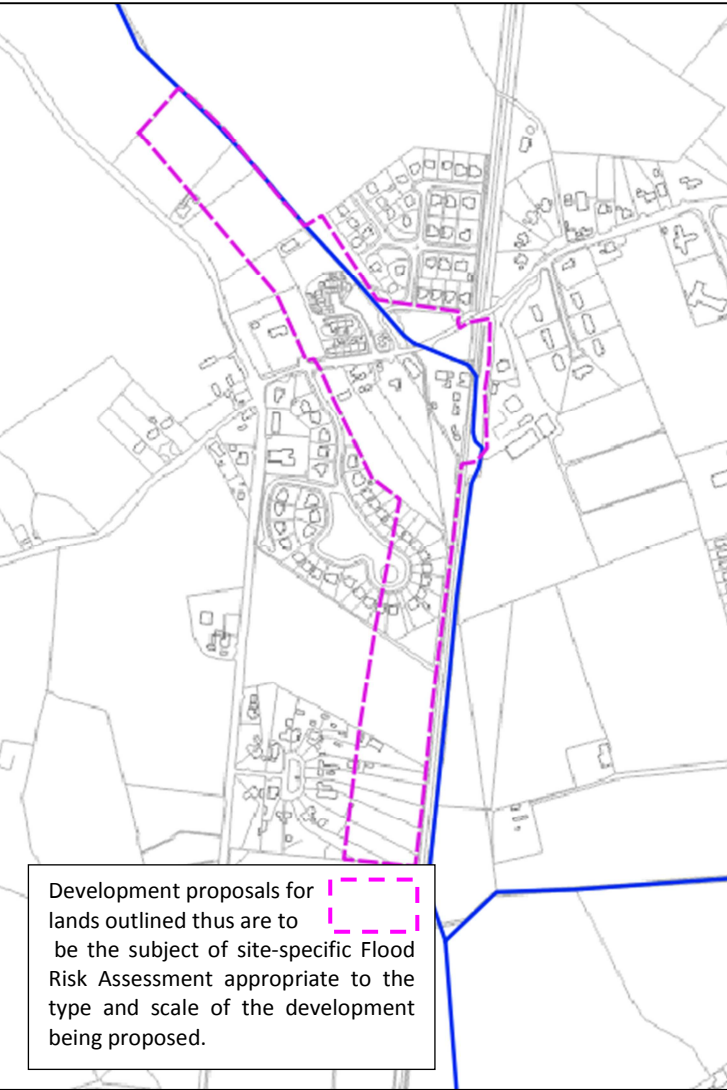 Development proposals for
lands outlined thus are to
be the subject of site-specific Flood
Risk Assessment appropriate to the
type and scale of the development
being proposed.